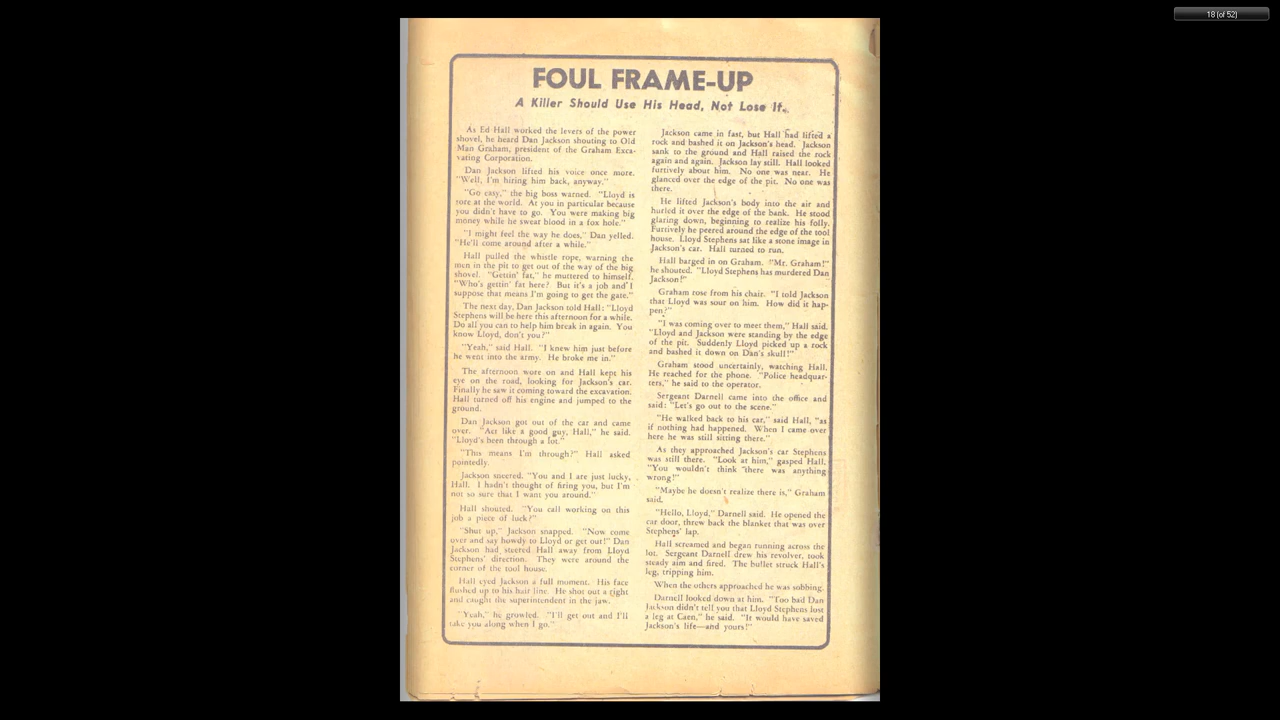 18 (of 52)
FOUL FRAME-UP
A Killer Should Use His Head, Not Lose It.
As Ed Hall worked the levers of the power
shovel, he heard Dan Jackson shouting to Old
Man Graham, president of the Graham Exca-
vating Corporation.
Dan Jackson lifted his voice once more.
"Well, I'm hiring him back, anyway."
"Go easy," the big boss warned. "Lloyd is
sore at the world. At you in particular because
you didn't have to go. You were making big
money while he sweat blood in a fox hole."
"I might feel the way he does," Dan yelled.
"He'll come around after a while."
Hall pulled the whistle rope, warning the
men in the pit to get out of the way of the big
shovel. "Gettin' fat," he muttered to himself.
"Who's gettin' fat here? But it's a job and I
suppose that means I'm going to get the gate."
The next day, Dan Jackson told Hall: "Lloyd
Stephens will be here this afternoon for a while.
Do all you can to help him break in again. You
know Lloyd, don't you?"
"Yeah," said Hall. "I knew him just before
he went into the army. He broke me in."
The afternoon wore on and Hall kept his
eye on the road, looking for Jackson's car.
Finally he saw it coming toward the excavation.
Hall turned off his engine and jumped to the
ground.
Dan Jackson got out of the car and came
over. "Act like a good guy, Hall," he said.
"Lloyd's been through a lot."
"This means I'm through?" Hall asked
pointedly.
Jackson sneered. "You and I are just lucky,
Hall. I hadn't thought of firing you, but I'm
not so sure that I want you around."
Hall shouted. "You call working on this
job a piece of luck?"
"Shut up," Jackson snapped. "Now come
over and say howdy to Lloyd or get out!" Dan
Jackson had steered Hall away from Lloyd
Stephens' direction. They were around the
corner of the tool house.
Hall eyed Jackson a full moment. His face
flushed up to his hair line. He shot out a right
and caught the superintendent in the jaw.
"Yeah," he growled. "I'll get out and I'll
take you along when I go."
Jackson came in fast, but Hall had lifted a
rock and bashed it on Jackson's head. Jackson
sank to the ground and Hall raised the rock
again and again. Jackson lay still. Hall looked
furtively about him. No one was near. He
glanced over the edge of the pit. No one was
there.
He lifted Jackson's body into the air and
hurled it over the edge of the bank. He stood
glaring down, beginning to realize his folly.
Furtively he peered around the edge of the tool
house. Lloyd Stephens sat like a stone image in
Jackson's car. Hall turned to run.
Hall barged in on Graham. "Mr. Graham!"
he shouted. "Lloyd Stephens has murdered Dan
Jackson!"
Graham rose from his chair. "I told Jackson
that Lloyd was sour on him. How did it hap-
pen?"
"I was coming over to meet them," Hall said.
"Lloyd and Jackson were standing by the edge
of the pit. Suddenly Lloyd picked up a rock
and bashed it down on Dan's skull!"
Graham stood uncertainly, watching Hall.
He reached for the phone. "Police headquar-
ters," he said to the operator.
Sergeant Darnell came into the office and
said: "Let's go out to the scene."
"He walked back to his car," said Hall, "as
if nothing had happened. When I came over
here he was still sitting there."
As they approached Jackson's car Stephens
was still there. "Look at him," gasped Hall.
"You wouldn't think there was anything
wrong!"
"Maybe he doesn't realize there is," Graham
said.
"Hello, Lloyd," Darnell said. He opened the
car door, threw back the blanket that was over
Stephens' lap.
Hall screamed and began running across the
lot. Sergeant Darnell drew his revolver, took
steady aim and fired. The bullet struck Hall's
leg, tripping him.
When the others approached he was sobbing.
Darnell looked down at him. "Too bad Dan
Jackson didn't tell you that Lloyd Stephens lost
a leg at Caen," he said. "It would have saved
Jackson's life—and yours!"